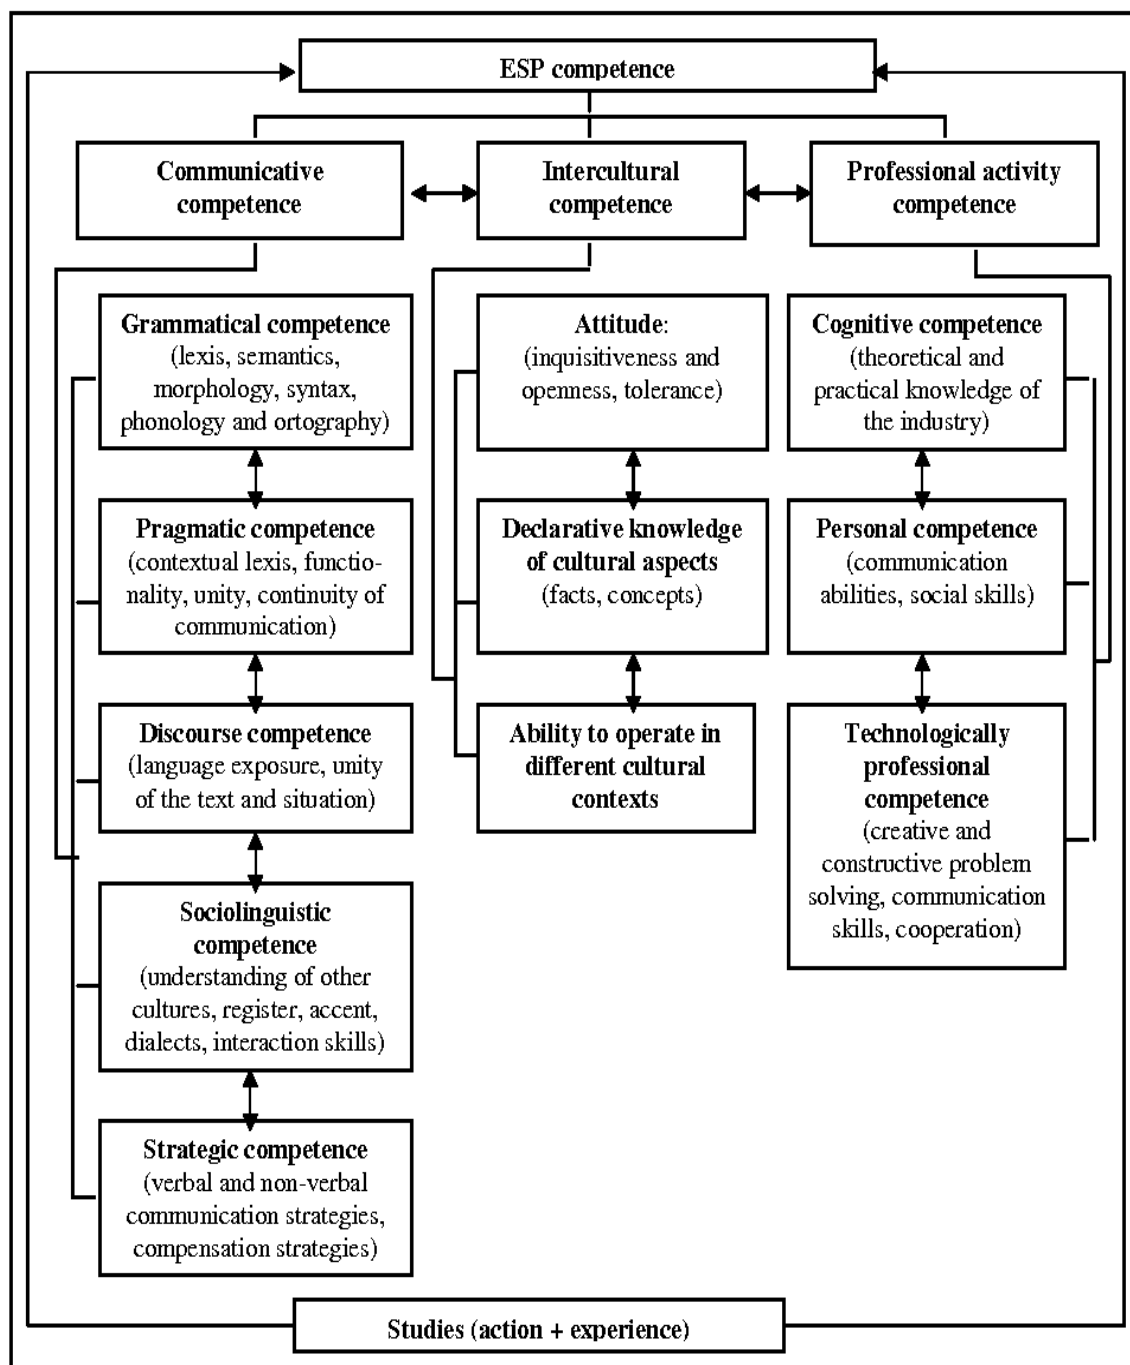 ESP competence
Communicative
competence
Intercultural
competence
Professional activity
competence
Grammatical competence
(lexis, semantics,
morphology, syntax,
phonology and ortography)
Pragmatic competence
(contextual lexis, functio-
nality, unity, continuity of
communication)
Discourse competence
(language exposure, unity
of the text and situation)
Sociolinguistic
competence
(understanding of other
cultures, register, accent,
dialects, interaction skills)
Strategic competence
(verbal and non-verbal
communication strategies,
compensation strategies)
Attitude:
(inquisitiveness and
openness, tolerance)
Declarative knowledge
of cultural aspects
(facts, concepts)
Ability to operate in
different cultural
contexts
Cognitive competence
(theoretical and
practical knowledge of
the industry)
Personal competence
(communication
abilities, social skills)
Technologically
professional
competence
(creative and
constructive problem
solving, communication
skills, cooperation)
Studies (action + experience)